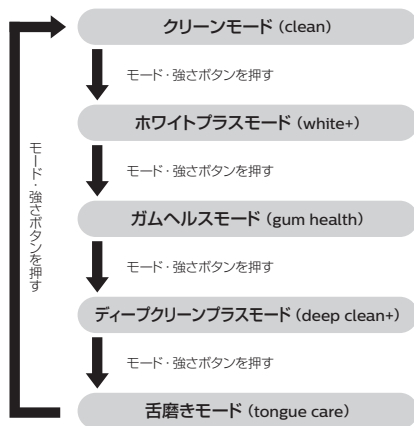 クリーンモード (clean)
モード・強さボタンを押す
ホワイトプラスモード (white+)
モード・強さボタンを押す
ガムヘルスモード (gum health)
モード・強さボタンを押す
ディープクリーンプラスモード (deep clean+)
モード・強さボタンを押す
舌磨きモード (tongue care)
モード・強さボタンを押す